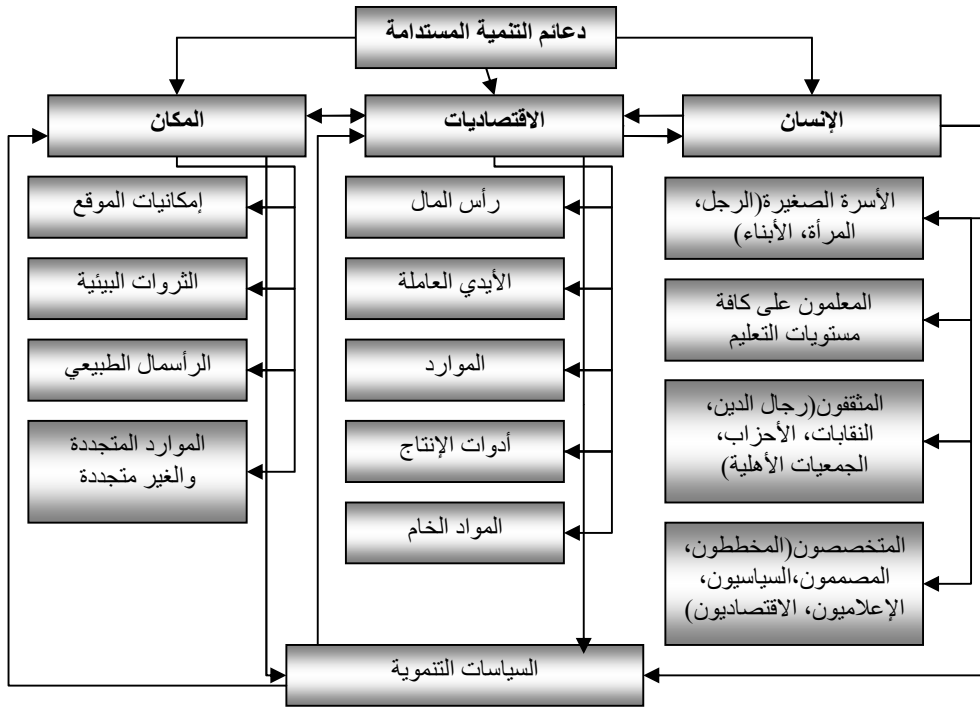 دعائم التنمية المستدامة
الإنسان
الاقتصاديات
المكان
الأسرة الصغيرة(الرجل،
المرأة، الأبناء)
المعلمون على كافة
مستويات التعليم
المثقفون(رجال الدين،
النقابات، الأحزاب،
الجمعيات الأهلية)
المتخصصون(المخططون،
المصممون،السياسيون،
الإعلاميون، الاقتصاديون)
رأس المال
الأيدي العاملة
الموارد
أدوات الإنتاج
المواد الخام
إمكانيات الموقع
الثروات البيئية
الرأسمال الطبيعي
الموارد المتجددة
والغير متجددة
السياسات التنموية